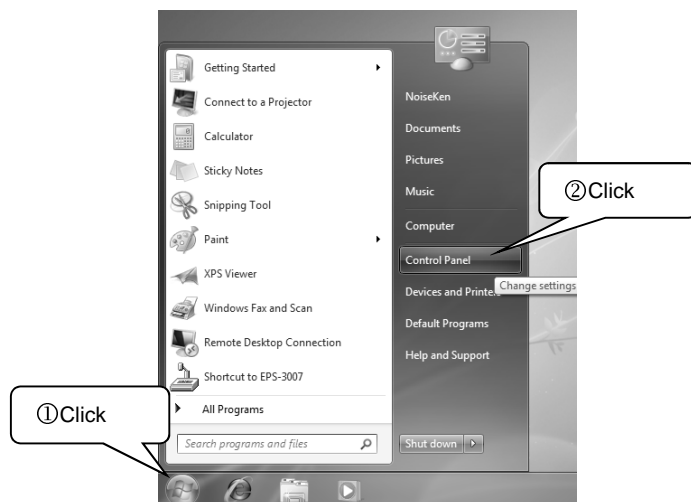 Getting Started
Connect to a Projector
Calculator
Sticky Notes
Snipping Tool
Paint
XPS Viewer
Windows Fax and Scan
Remote Desktop Connection
Shortcut to EPS-3007
All Programs
Search programs and files
NoiseKen
Documents
Pictures
Music
Computer
Control Panel
Devices and Printers
Change settings
Default Programs
Help and Support
Shut down
①Click
②Click